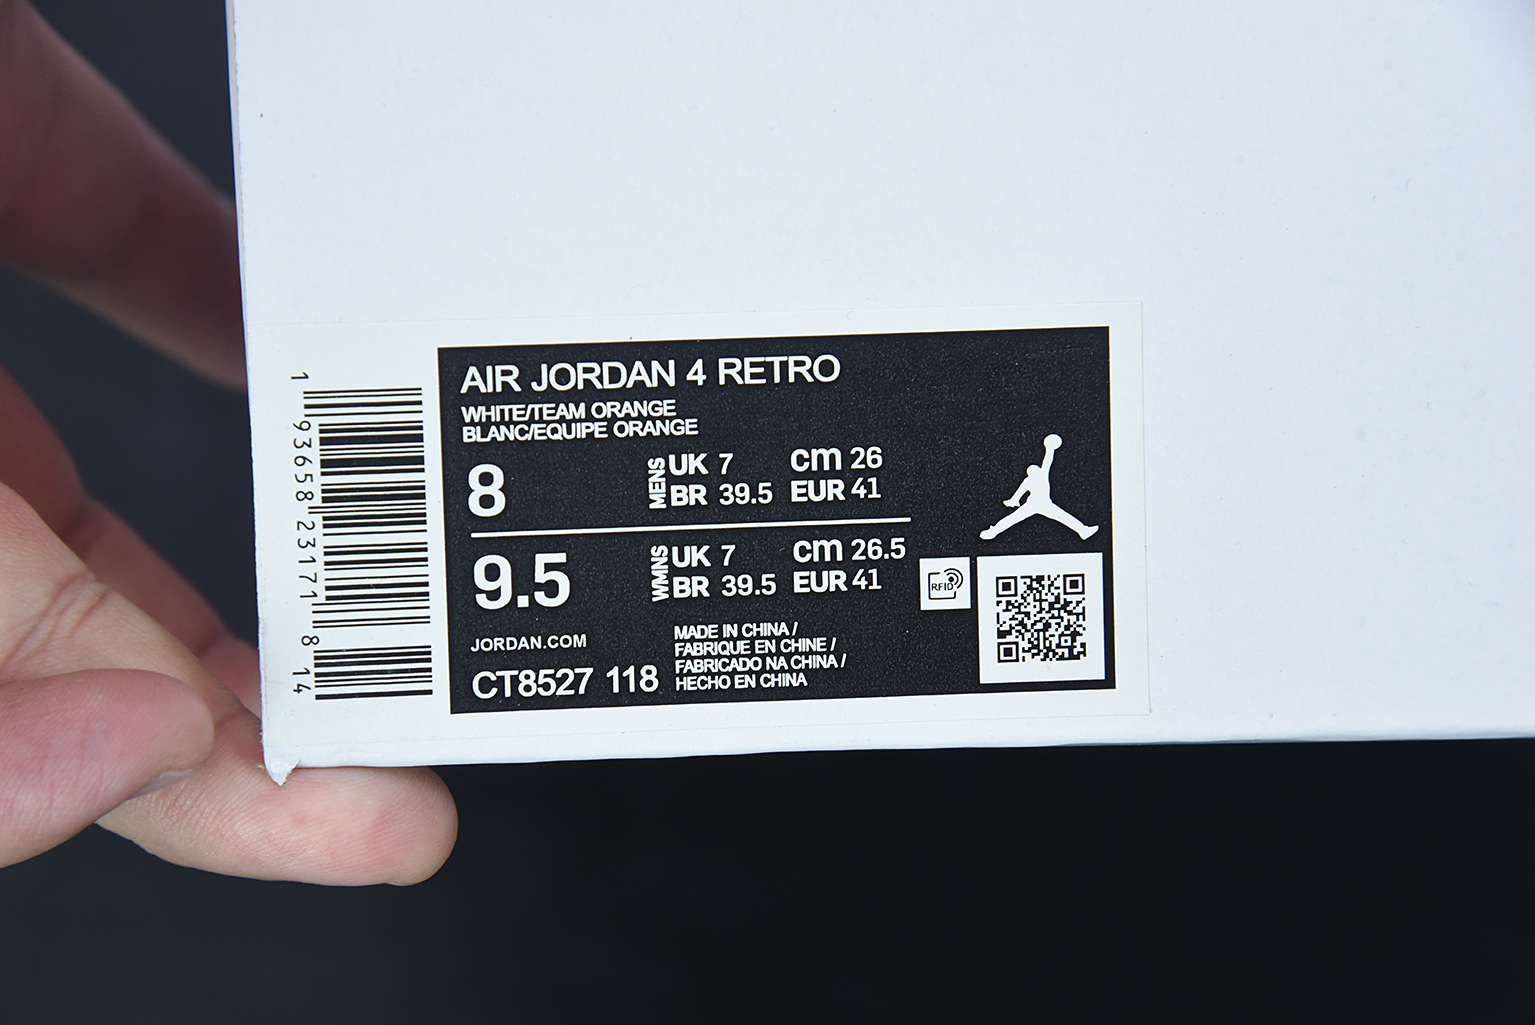 AIR JORDAN 4 RETRO
WHITE/TEAM ORANGE
BLANC/EQUIPE ORANGE
8 MENS UK 7 cm 26
BR 39.5 EUR 41
9.5 WMNS UK 7 cm 26.5
BR 39.5 EUR 41
RFID
JORDAN.COM
CT8527 118
MADE IN CHINA /
FABRIQUE EN CHINE /
FABRICADO NA CHINA /
HECHO EN CHINA
1 93658 23171 8 14